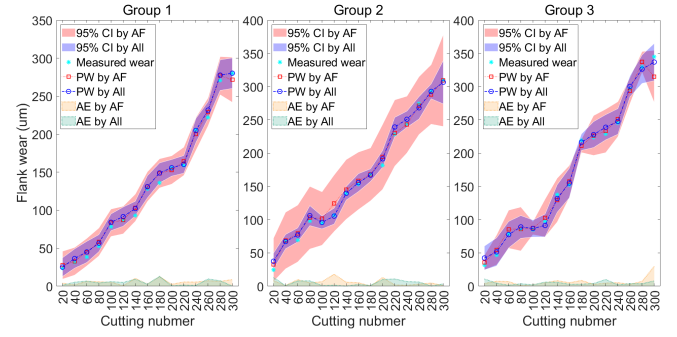 Group 1
Group 2
Group 3
350
300
250
200
150
100
50
0
Flank wear (um)
95% CI by AF
95% CI by All
Measured wear
PW by AF
PW by All
AE by AF
AE by All
20 40 60 80 100 120 140 160 180 200 220 240 260 280 300
Cutting nubmer
400
350
300
250
200
150
100
50
0
95% CI by AF
95% CI by All
Measured wear
PW by AF
PW by All
AE by AF
AE by All
20 40 60 80 100 120 140 160 180 200 220 240 260 280 300
Cutting nubmer
400
350
300
250
200
150
100
50
0
95% CI by AF
95% CI by All
Measured wear
PW by AF
PW by All
AE by AF
AE by All
20 40 60 80 100 120 140 160 180 200 220 240 260 280 300
Cutting nubmer